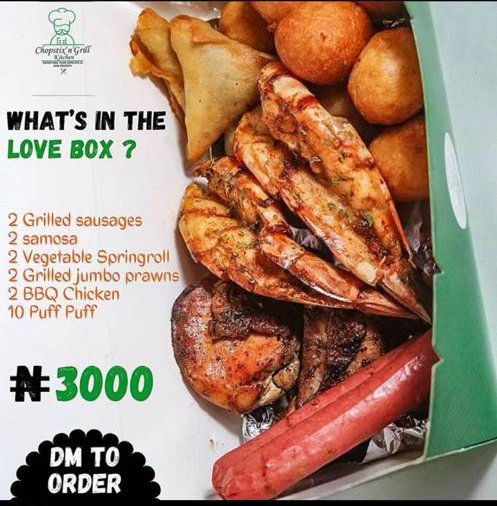 Chopstix'n'Grill
Kitchen
WHAT'S IN THE
LOVE BOX ?
2 Grilled sausages
2 samosa
2 Vegetable Springroll
2 Grilled jumbo prawns
2 BBQ Chicken
10 Puff Puff
₦3000
DM TO
ORDER